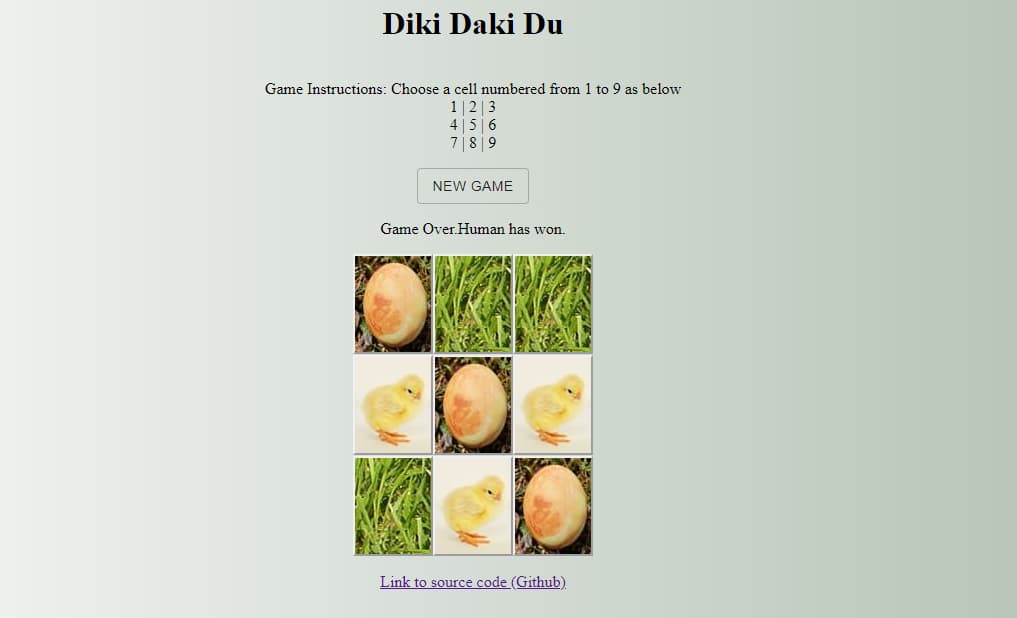 Diki Daki Du
Game Instructions: Choose a cell numbered from 1 to 9 as below
1 | 2 | 3
4 | 5 | 6
7 | 8 | 9
NEW GAME
Game Over.Human has won.
Link to source code (Github)